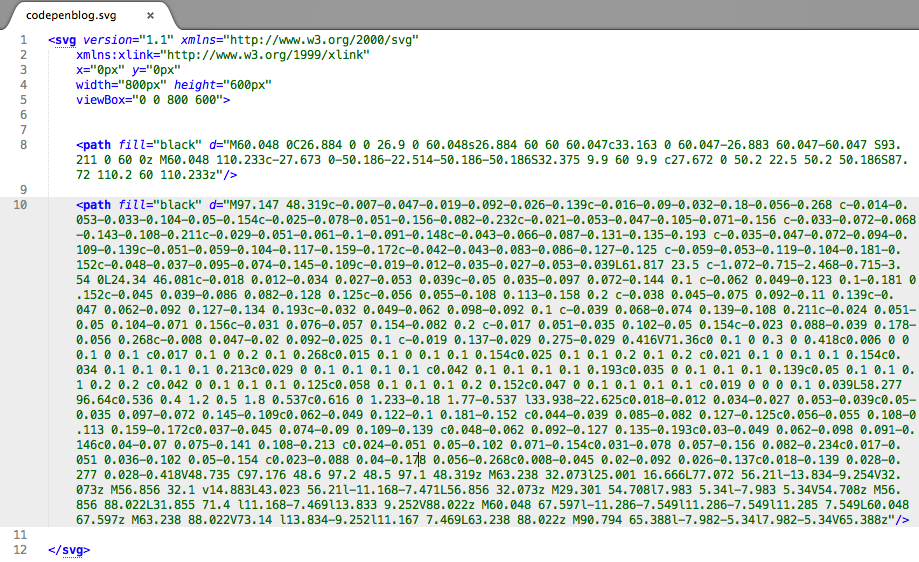 codepenblog.svg ×
1 <svg version="1.1" xmlns="http://www.w3.org/2000/svg"
2 xmlns:xlink="http://www.w3.org/1999/xlink"
3 x="0px" y="0px"
4 width="800px" height="600px"
5 viewBox="0 0 800 600">
6
7
8 <path fill="black" d="M60.048 0C26.884 0 0 26.9 0 60.048s26.884 60 60 60.047c33.163 0 60.047-26.883 60.047-60.047 S93.
211 0 60 0z M60.048 110.233c-27.673 0-50.186-22.514-50.186-50.186S32.375 9.9 60 9.9 c27.672 0 50.2 22.5 50.2 50.186S87.
72 110.2 60 110.233z"/>
9
10 <path fill="black" d="M97.147 48.319c-0.007-0.047-0.019-0.092-0.026-0.139c-0.016-0.09-0.032-0.18-0.056-0.268 c-0.014-0.
053-0.033-0.104-0.05-0.154c-0.025-0.078-0.051-0.156-0.082-0.232c-0.021-0.053-0.047-0.105-0.071-0.156 c-0.033-0.072-0.068
-0.143-0.108-0.211c-0.029-0.051-0.061-0.1-0.091-0.148c-0.043-0.066-0.087-0.131-0.135-0.193 c-0.035-0.047-0.072-0.094-0.
109-0.139c-0.051-0.059-0.104-0.117-0.159-0.172c-0.042-0.043-0.083-0.086-0.127-0.125 c-0.059-0.053-0.119-0.104-0.181-0.
152c-0.048-0.037-0.095-0.074-0.145-0.109c-0.019-0.012-0.035-0.027-0.053-0.039L61.817 23.5 c-1.072-0.715-2.468-0.715-3.
54 0L24.34 46.081c-0.018 0.012-0.034 0.027-0.053 0.039c-0.05 0.035-0.097 0.072-0.144 0.1 c-0.062 0.049-0.123 0.1-0.181 0
.152c-0.045 0.039-0.086 0.082-0.128 0.125c-0.056 0.055-0.108 0.113-0.158 0.2 c-0.038 0.045-0.075 0.092-0.11 0.139c-0.
047 0.062-0.092 0.127-0.134 0.193c-0.032 0.049-0.062 0.098-0.092 0.1 c-0.039 0.068-0.074 0.139-0.108 0.211c-0.024 0.051-
0.05 0.104-0.071 0.156c-0.031 0.076-0.057 0.154-0.082 0.2 c-0.017 0.051-0.035 0.102-0.05 0.154c-0.023 0.088-0.039 0.178-
0.056 0.268c-0.008 0.047-0.02 0.092-0.025 0.1 c-0.019 0.137-0.029 0.275-0.029 0.416V71.36c0 0.1 0 0.3 0 0.418c0.006 0 0
0.1 0 0.1 c0.017 0.1 0 0.2 0.1 0.268c0.015 0.1 0 0.1 0.1 0.154c0.025 0.1 0.1 0.2 0.1 0.2 c0.021 0.1 0 0.1 0.1 0.154c0.
034 0.1 0.1 0.1 0.1 0.213c0.029 0 0.1 0.1 0.1 0.1 c0.042 0.1 0.1 0.1 0.1 0.193c0.035 0 0.1 0.1 0.1 0.139c0.05 0.1 0.1 0.
1 0.2 0.2 c0.042 0 0.1 0.1 0.1 0.125c0.058 0.1 0.1 0.1 0.2 0.152c0.047 0 0.1 0.1 0.1 0.1 c0.019 0 0 0 0.1 0.039L58.277
96.64c0.536 0.4 1.2 0.5 1.8 0.537c0.616 0 1.233-0.18 1.77-0.537 l33.938-22.625c0.018-0.012 0.034-0.027 0.053-0.039c0.05-
0.035 0.097-0.072 0.145-0.109c0.062-0.049 0.122-0.1 0.181-0.152 c0.044-0.039 0.085-0.082 0.127-0.125c0.056-0.055 0.108-0
.113 0.159-0.172c0.037-0.045 0.074-0.09 0.109-0.139 c0.048-0.062 0.092-0.127 0.135-0.193c0.03-0.049 0.062-0.098 0.091-0.
146c0.04-0.07 0.075-0.141 0.108-0.213 c0.024-0.051 0.05-0.102 0.071-0.154c0.031-0.078 0.057-0.156 0.082-0.234c0.017-0.
051 0.036-0.102 0.05-0.154 c0.023-0.088 0.04-0.178 0.056-0.268c0.008-0.045 0.02-0.092 0.026-0.137c0.018-0.139 0.028-0.
277 0.028-0.418V48.735 C97.176 48.6 97.2 48.5 97.1 48.319z M63.238 32.073l25.001 16.666L77.072 56.21l-13.834-9.254V32.
073z M56.856 32.1 v14.883L43.023 56.21l-11.168-7.471L56.856 32.073z M29.301 54.708l7.983 5.34l-7.983 5.34V54.708z M56.
856 88.022L31.855 71.4 l11.168-7.469l13.833 9.252V88.022z M60.048 67.597l-11.286-7.549l11.286-7.549l11.285 7.549L60.048
67.597z M63.238 88.022V73.14 l13.834-9.252l11.167 7.469L63.238 88.022z M90.794 65.388l-7.982-5.34l7.982-5.34V65.388z"/>
11
12 </svg>